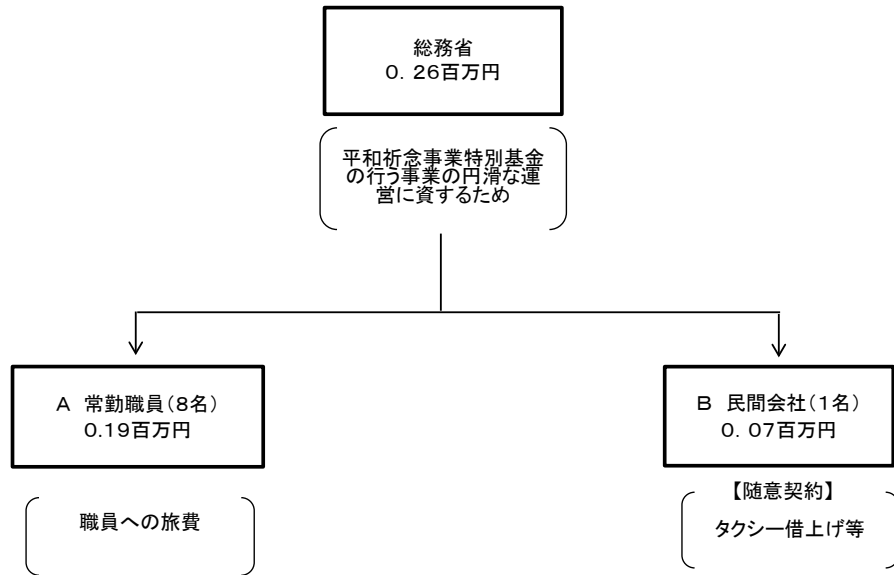 総務省
０．２６百万円
平和祈念事業特別基金
の行う事業の円滑な運
営に資するため
Ａ　常勤職員（８名）
0.19百万円
職員への旅費
Ｂ　民間会社（１名）
０．０７百万円
【随意契約】
タクシー借上げ等